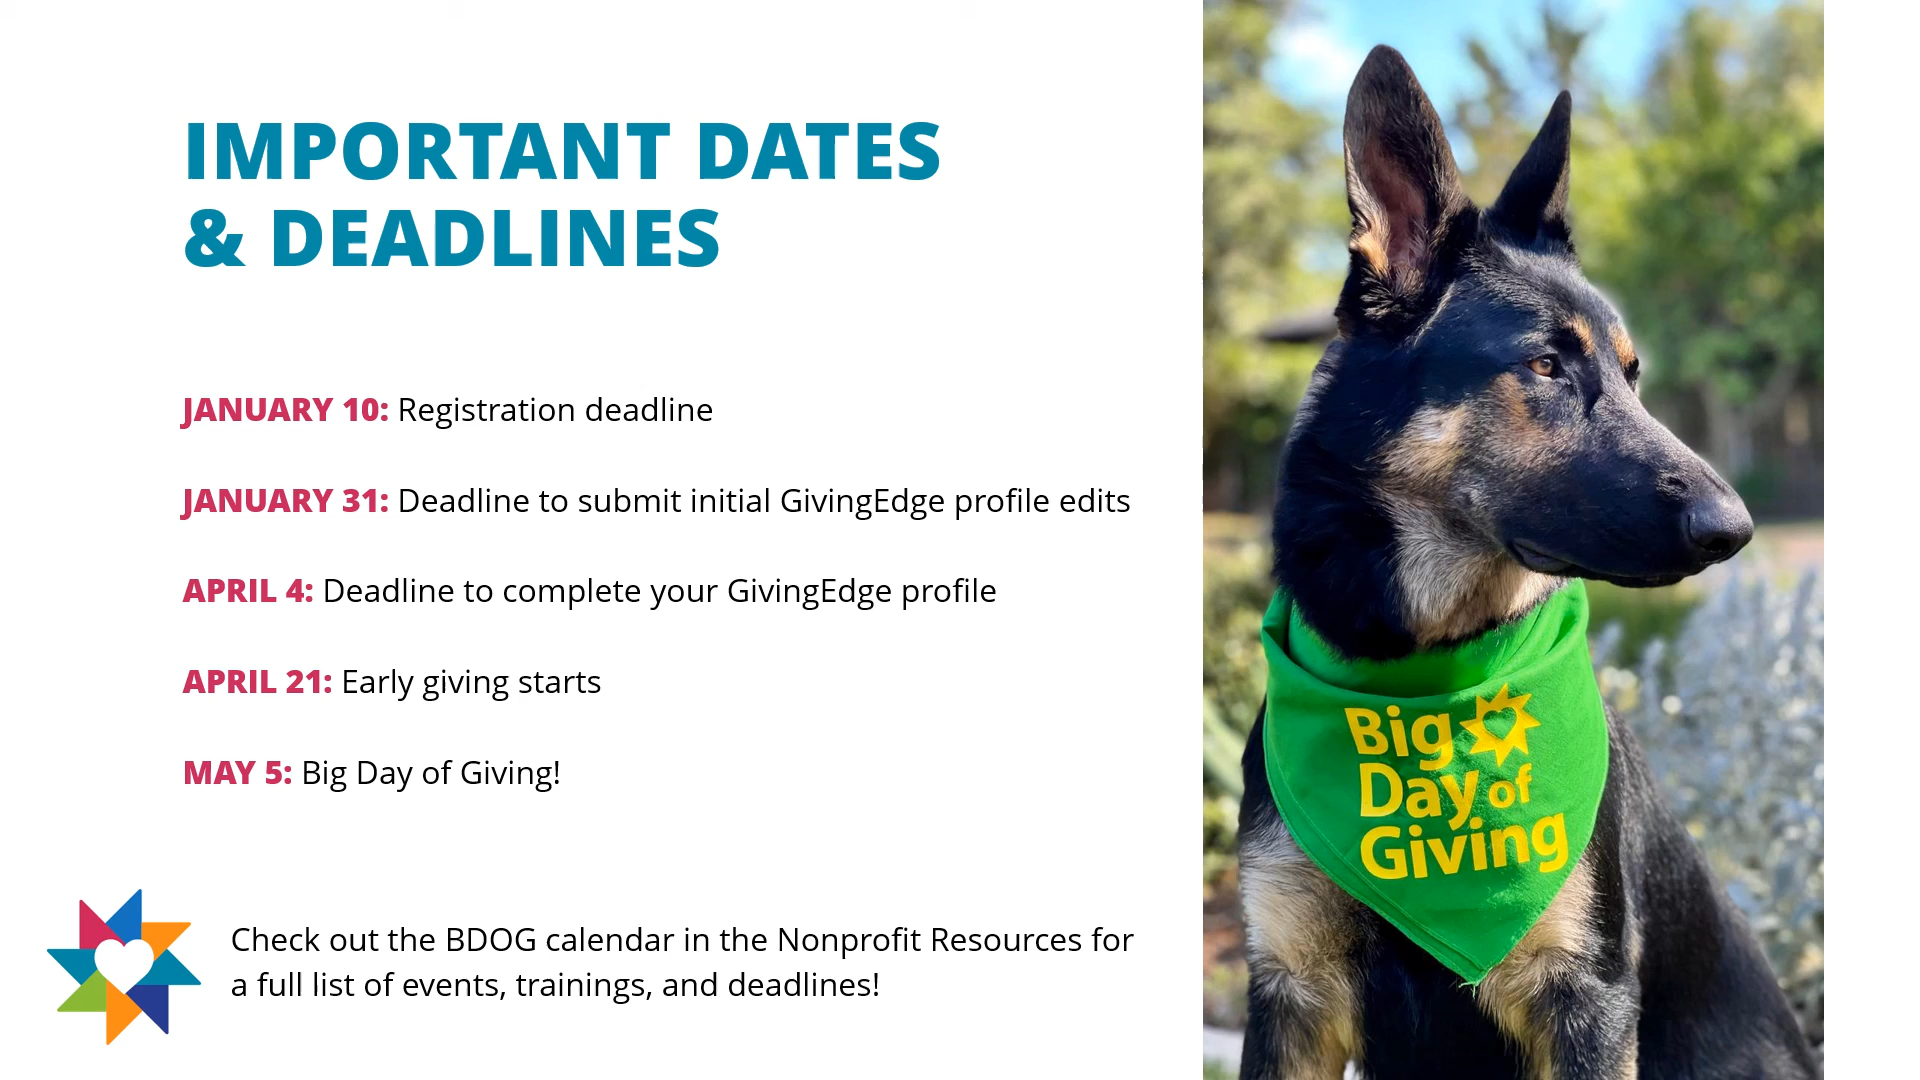 IMPORTANT DATES
& DEADLINES
JANUARY 10: Registration deadline
JANUARY 31: Deadline to submit initial GivingEdge profile edits
APRIL 4: Deadline to complete your GivingEdge profile
APRIL 21: Early giving starts
MAY 5: Big Day of Giving!
Check out the BDOG calendar in the Nonprofit Resources for
a full list of events, trainings, and deadlines!
Big
Day of
Giving